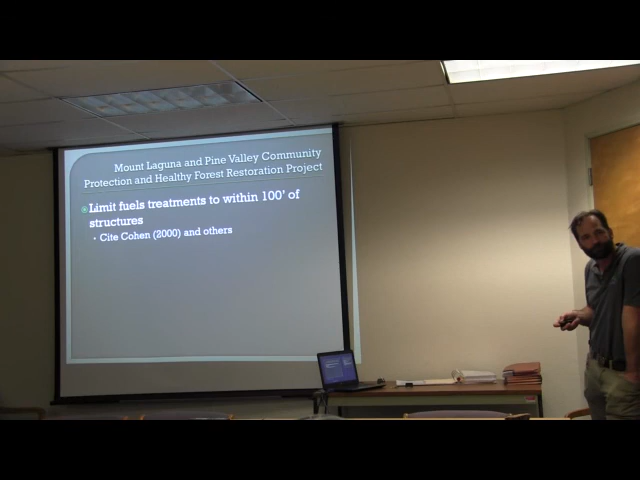 Mount Laguna and Pine Valley Community
Protection and Healthy Forest Restoration Project
Limit fuels treatments to within 100' of
structures
• Cite Cohen (2000) and others